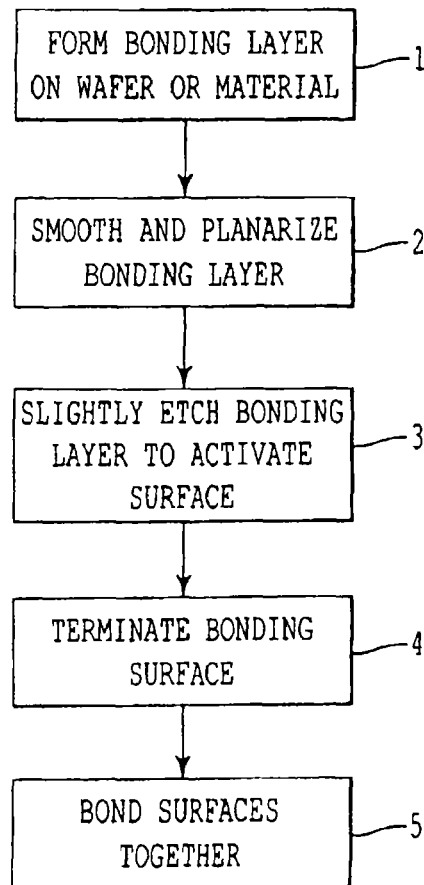 FORM BONDING LAYER
ON WAFER OR MATERIAL
1
SMOOTH AND PLANARIZE
BONDING LAYER
2
SLIGHTLY ETCH BONDING
LAYER TO ACTIVATE
SURFACE
3
TERMINATE BONDING
SURFACE
4
BOND SURFACES
TOGETHER
5